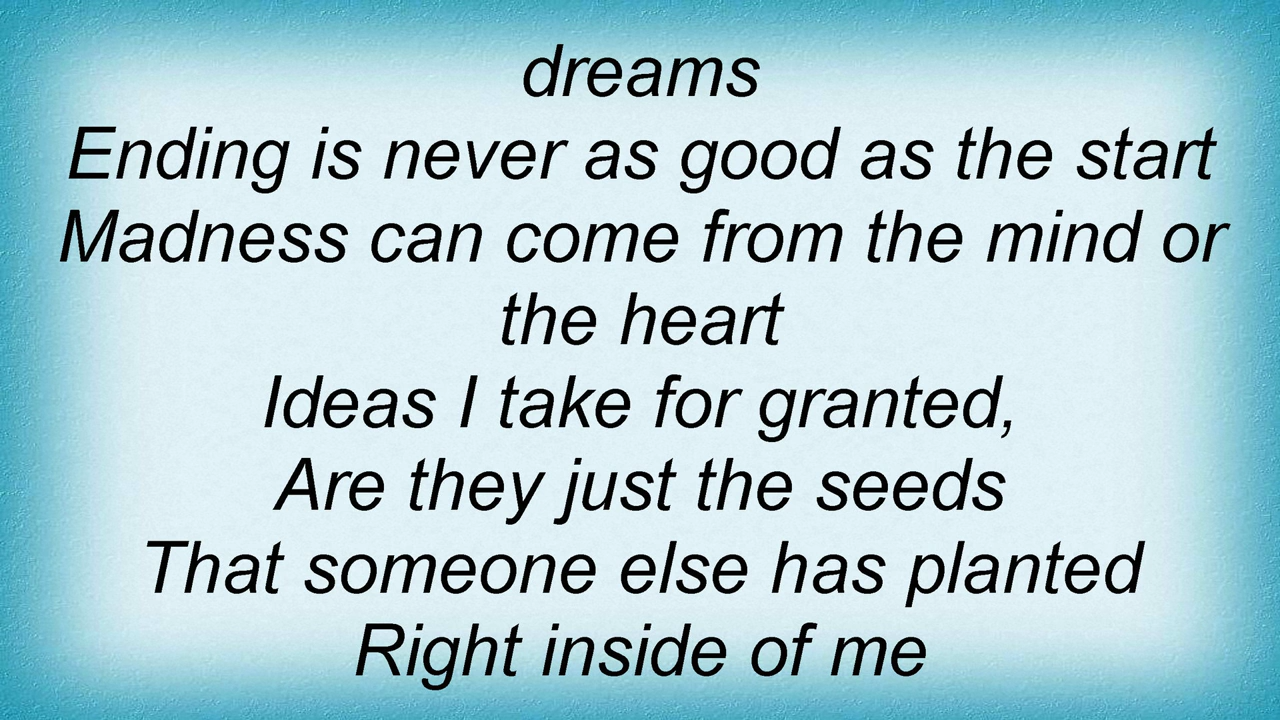 dreams
Ending is never as good as the start
Madness can come from the mind or
the heart
Ideas I take for granted,
Are they just the seeds
That someone else has planted
Right inside of me